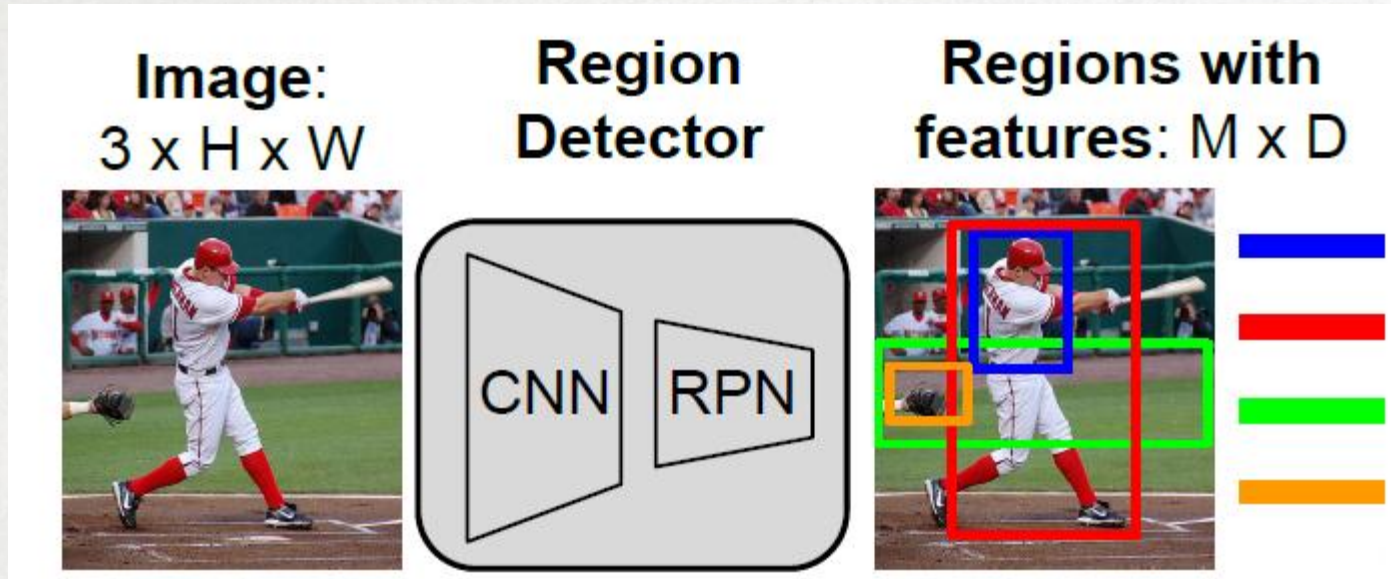 Image:
3 x H x W
Region
Detector
Regions with
features: M x D
CNN
RPN